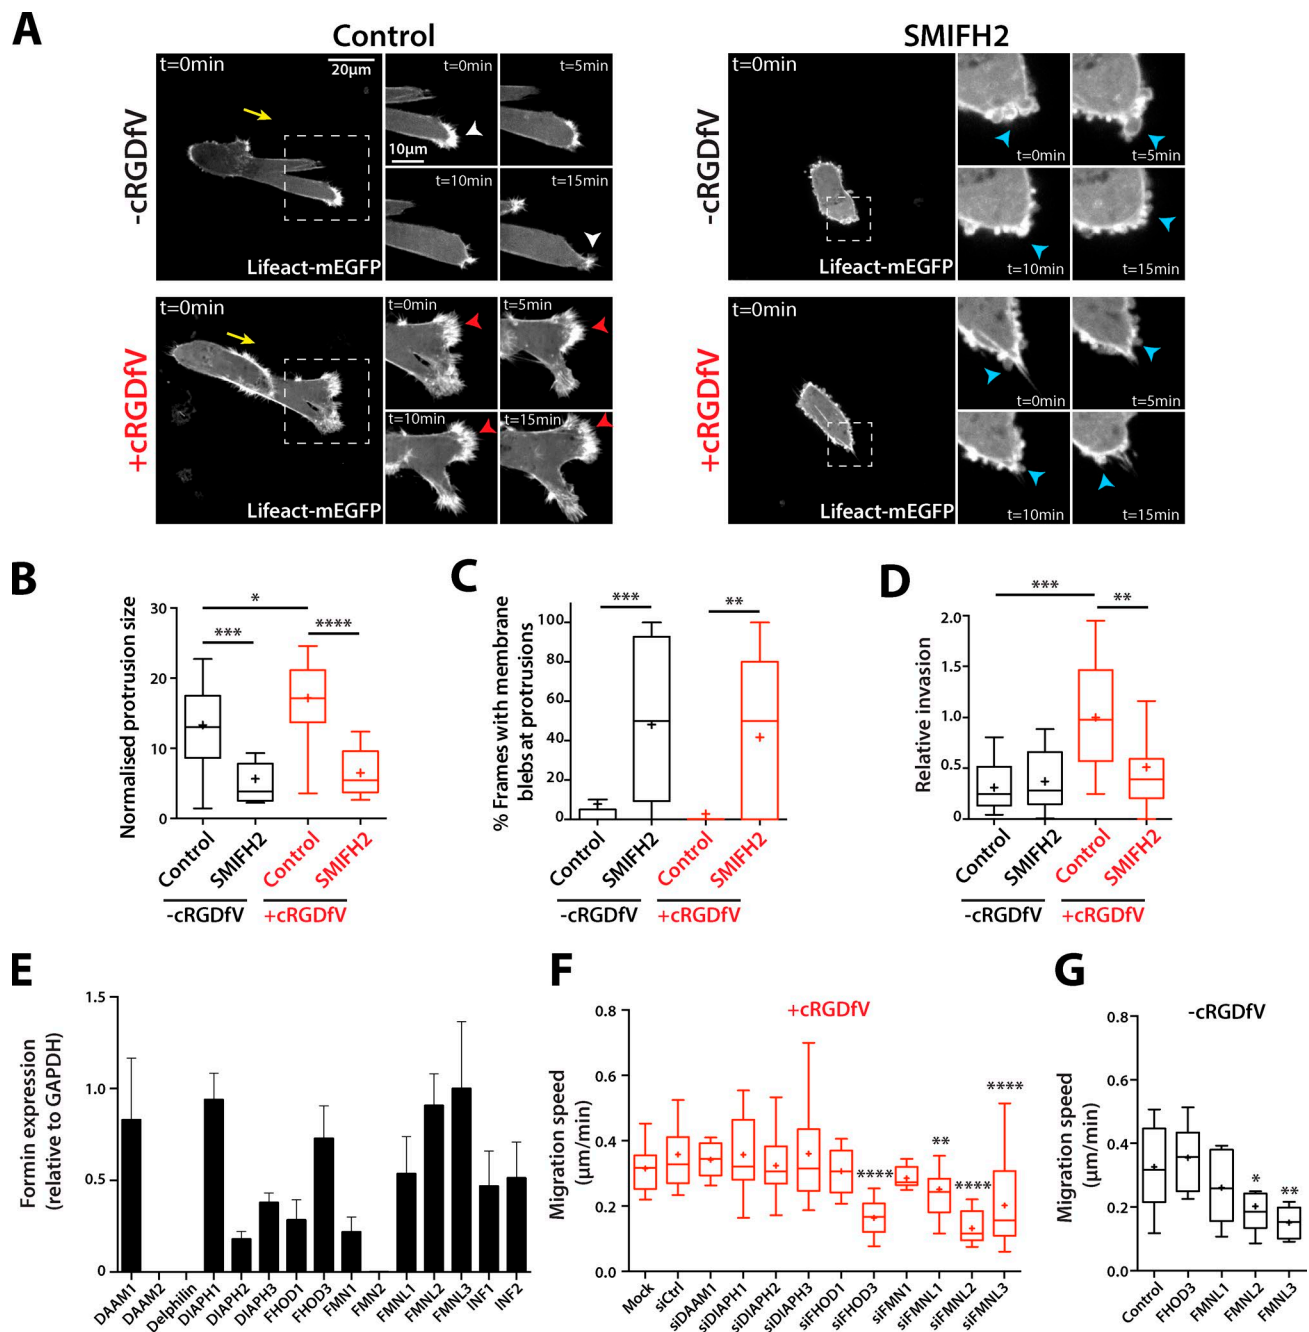 A
Control
SMIFH2
-cRGDfV
t=0min
20µm
Lifeact-mEGFP
t=0min
t=5min
10µm
t=10min
t=15min
-cRGDfV
t=0min
Lifeact-mEGFP
t=0min
t=5min
t=10min
t=15min
+cRGDfV
t=0min
Lifeact-mEGFP
t=0min
t=5min
t=10min
t=15min
+cRGDfV
t=0min
Lifeact-mEGFP
t=0min
t=5min
t=10min
t=15min
B
Normalised protrusion size
30
20
10
0
*
***
****
Control
SMIFH2
Control
SMIFH2
-cRGDfV
+cRGDfV
C
% Frames with membrane
blebs at protrusions
100
80
60
40
20
0
***
**
Control
SMIFH2
Control
SMIFH2
-cRGDfV
+cRGDfV
D
Relative invasion
2.0
1.5
1.0
0.5
0.0
***
**
Control
SMIFH2
Control
SMIFH2
-cRGDfV
+cRGDfV
E
Formin expression
(relative to GAPDH)
1.5
1.0
0.5
0
DAAM1
DAAM2
Delphilin
DIAPH1
DIAPH2
DIAPH3
FHOD1
FHOD3
FMN1
FMN2
FMNL1
FMNL2
FMNL3
INF1
INF2
F
+cRGDfV
Migration speed
(µm/min)
0.8
0.6
0.4
0.2
0.0
****
**
****
****
Mock
siCtrl
siDAAM1
siDIAPH1
siDIAPH2
siDIAPH3
siFHOD1
siFHOD3
siFMN1
siFMNL1
siFMNL2
siFMNL3
G
-cRGDfV
Migration speed
(µm/min)
0.8
0.6
0.4
0.2
0.0
*
**
Control
FHOD3
FMNL1
FMNL2
FMNL3